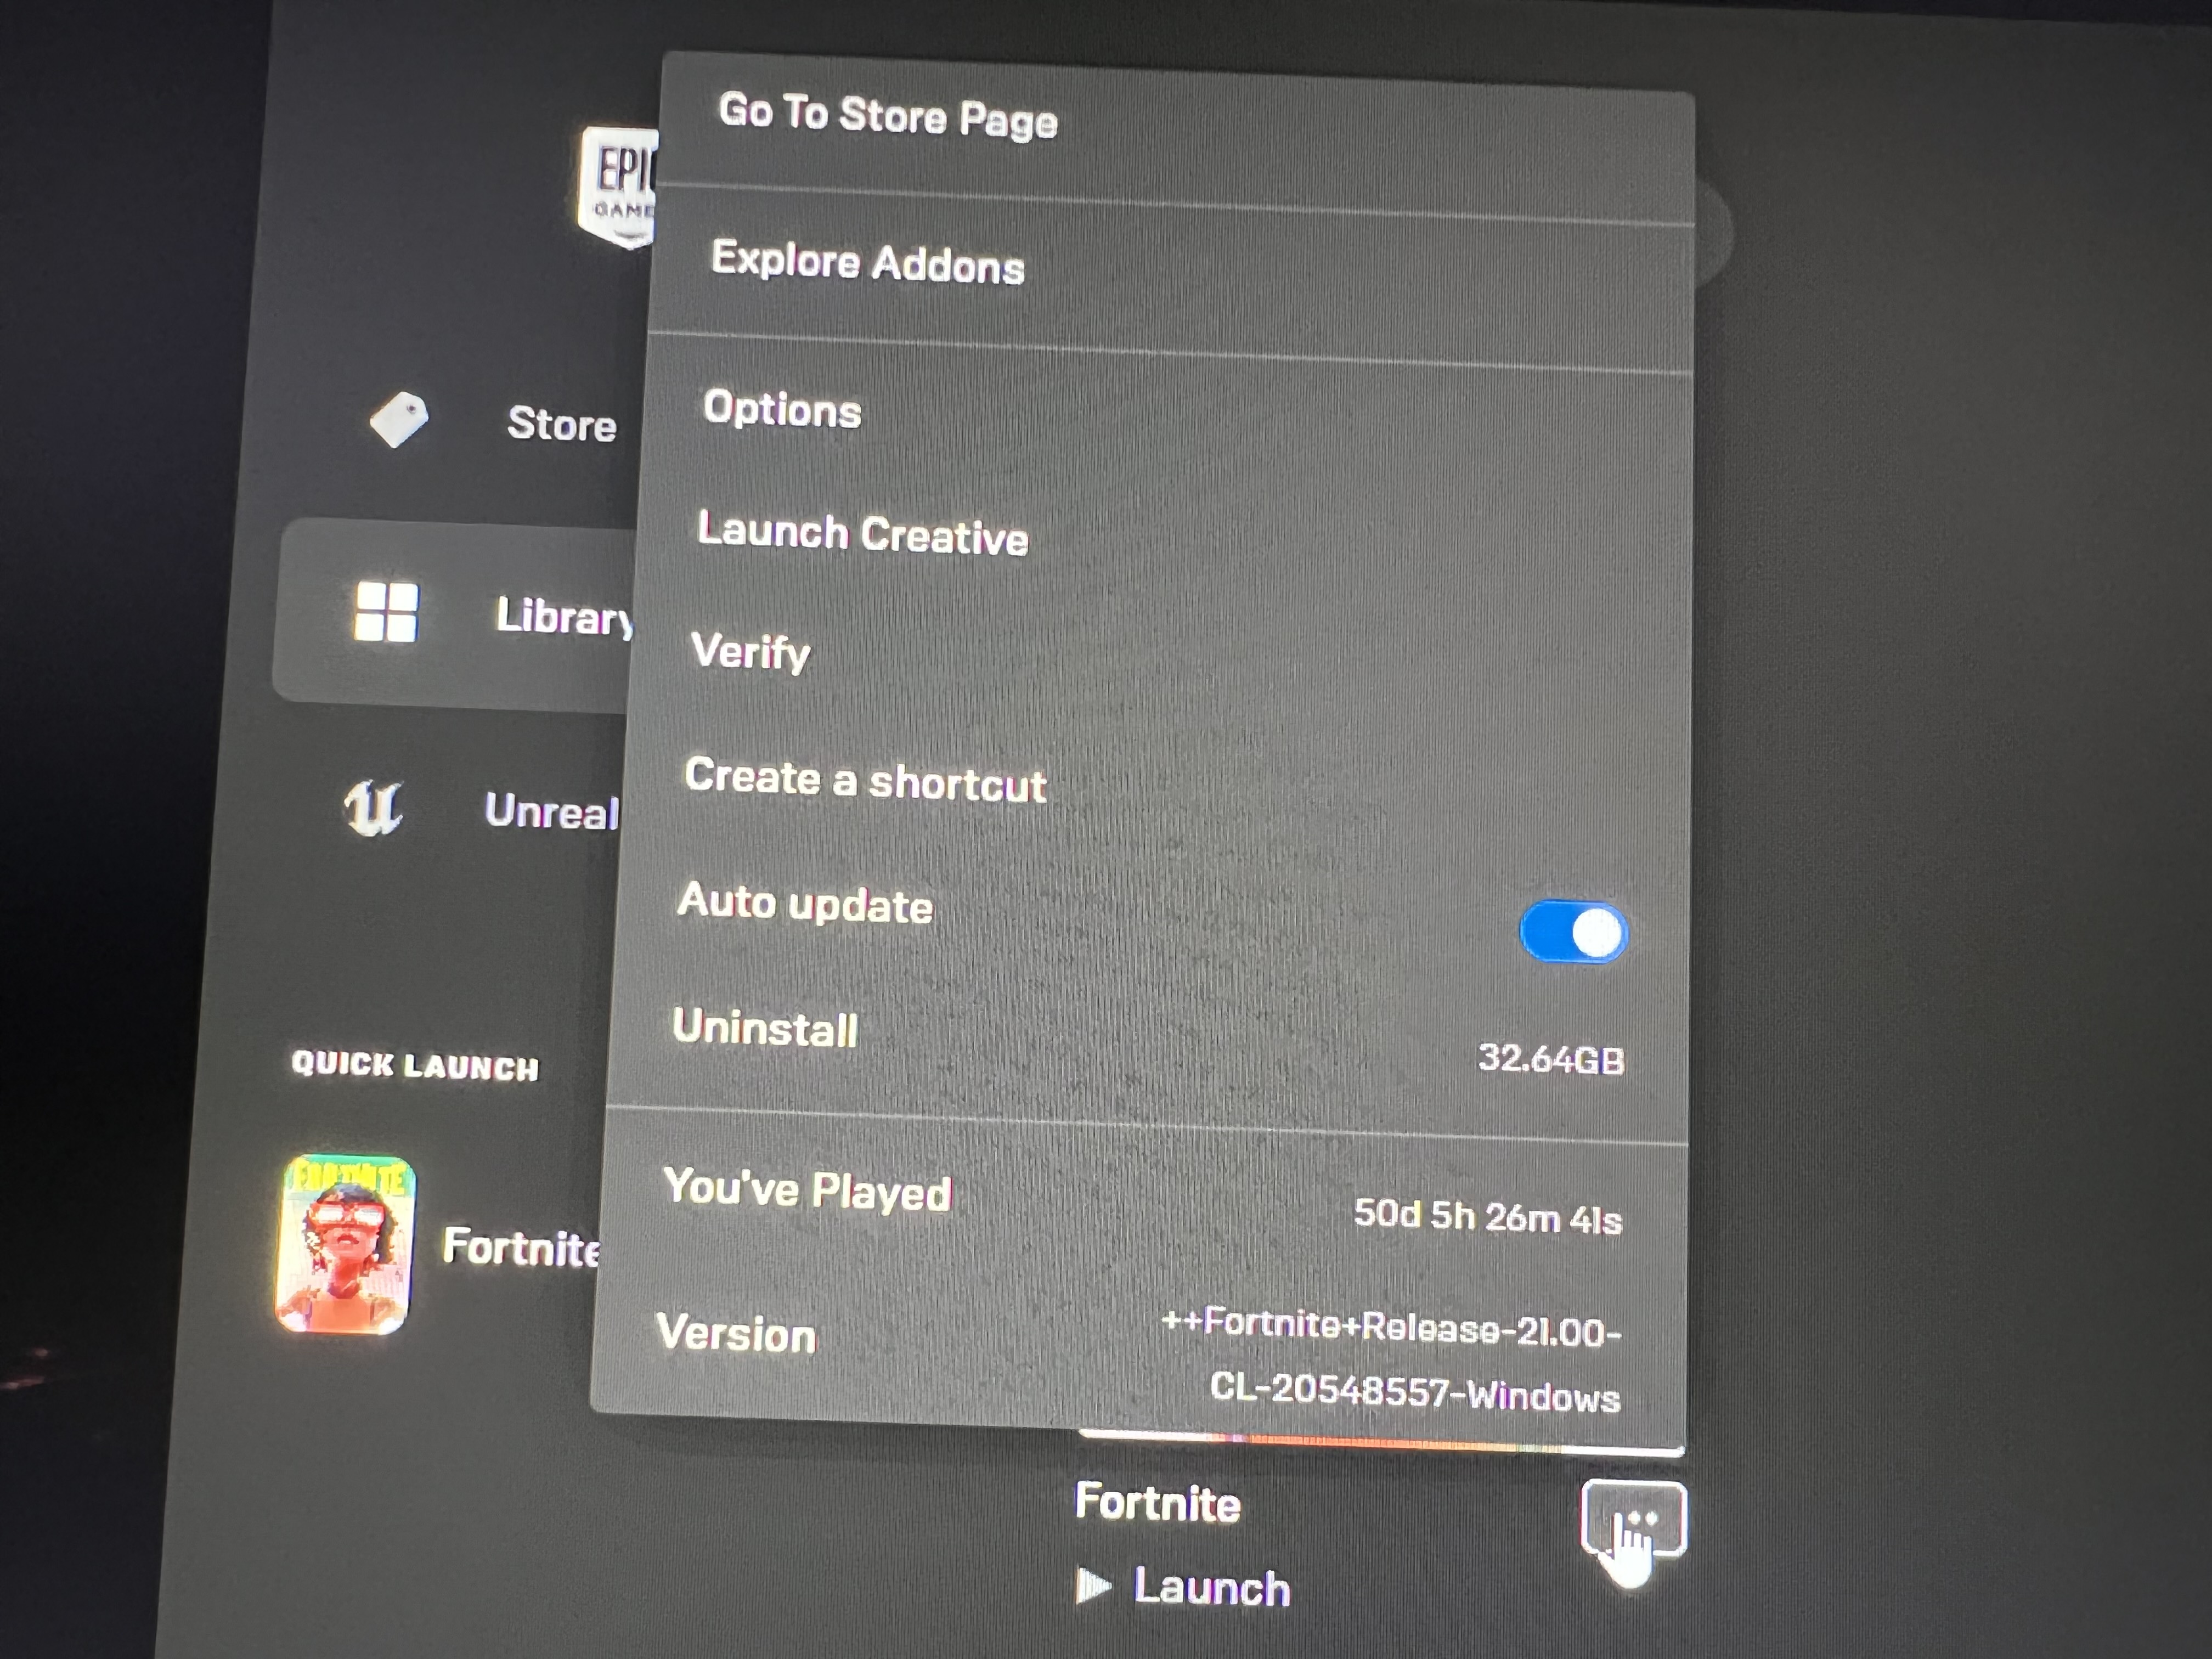 Go To Store Page
EPIC
GAME
Explore Addons
Store
Options
Launch Creative
Library
Verify
Create a shortcut
Unreal
Auto update
Uninstall 32.64GB
QUICK LAUNCH
You've Played 50d 5h 26m 41s
FORTNITE
Fortnite
Version ++Fortnite+Release-21.00-
CL-20548557-Windows
Fortnite
Launch